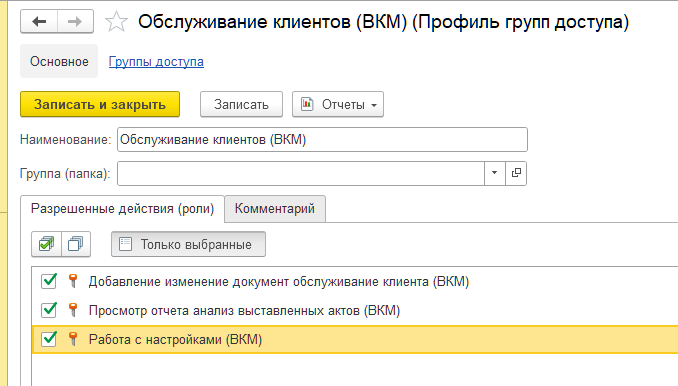 Обслуживание клиентов (ВКМ) (Профиль групп доступа)
Основное Группы доступа
Записать и закрыть Записать Отчеты
Наименование: Обслуживание клиентов (ВКМ)
Группа (папка):
Разрешенные действия (роли) Комментарий
Только выбранные
Добавление изменение документ обслуживание клиента (ВКМ)
Просмотр отчета анализ выставленных актов (ВКМ)
Работа с настройками (ВКМ)